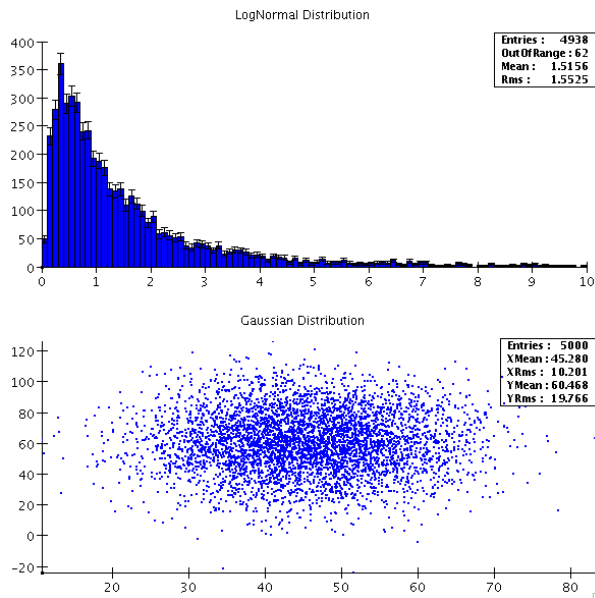 LogNormal Distribution
Entries : 4938
OutOfRange : 62
Mean : 1.5156
Rms : 1.5525
400
350
300
250
200
150
100
50
0
0 1 2 3 4 5 6 7 8 9 10
Gaussian Distribution
Entries : 5000
XMean : 45.280
XRms : 10.201
YMean : 60.468
YRms : 19.766
120
100
80
60
40
20
0
-20
20 30 40 50 60 70 80